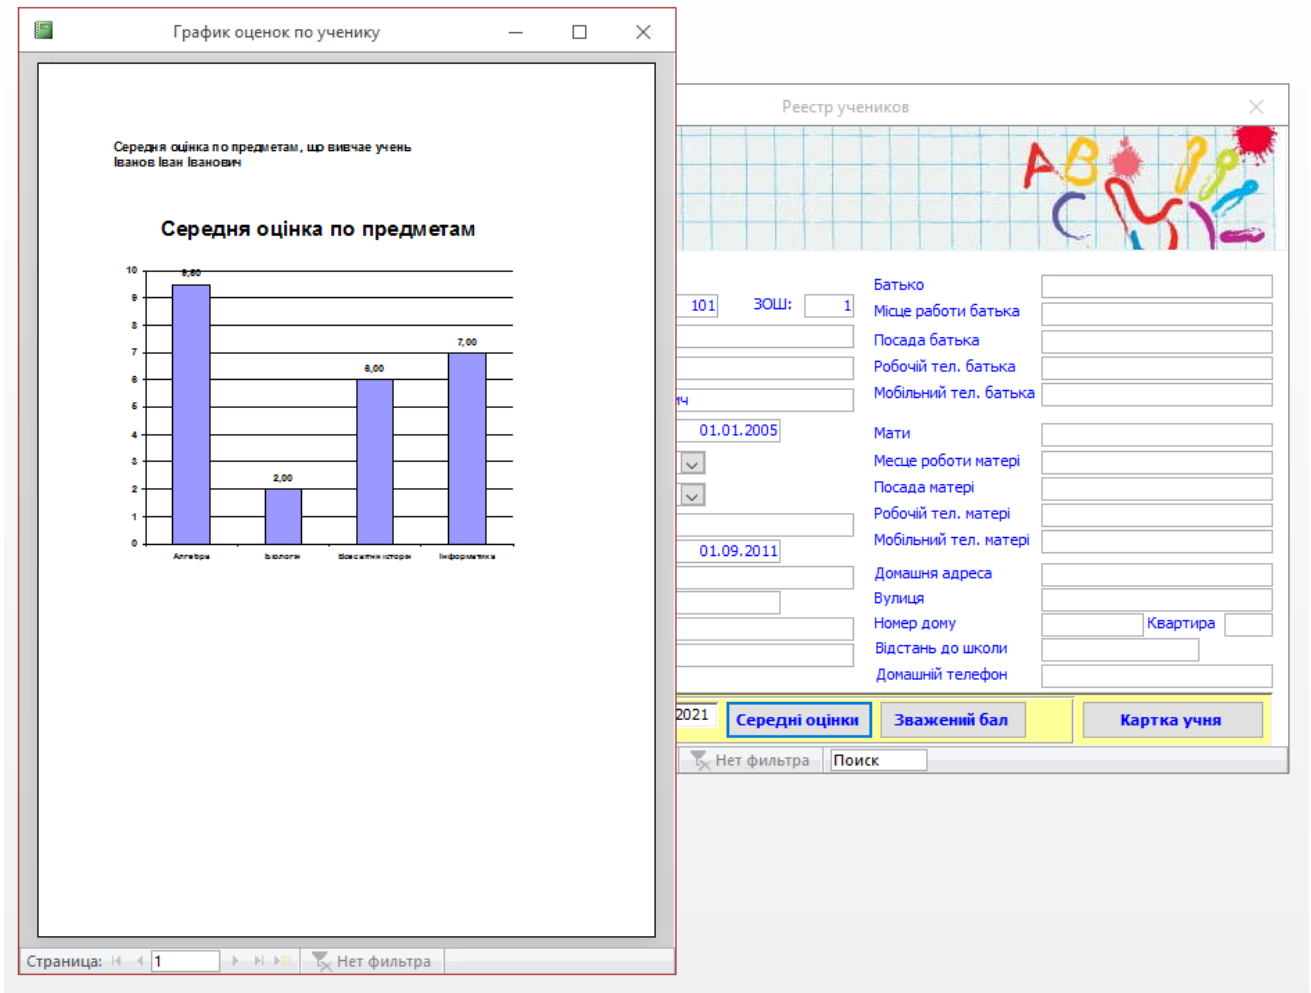 График оценок по ученику
Середня оцінка по предметам, що вивчае учень
Іванов Іван Іванович
Середня оцінка по предметам
10
9
8
7
6
5
4
3
2
1
0
9,50
2,00
6,00
7,00
Алгебра
Біологія
Всесвітня історія
Інформатика
Страница:
1
Нет фильтра
Реестр учеников
A B C
101 ЗОШ: 1
ич
01.01.2005
01.09.2011
Батько
Місце работи батька
Посада батька
Робочій тел. батька
Мобільний тел. батька
Мати
Месце роботи матері
Посада матері
Робочій тел. матері
Мобільний тел. матері
Домашня адреса
Вулиця
Номер дому Квартира
Відстань до школи
Домашній телефон
2021 Середні оцінки Зважений бал Картка учня
Нет фильтра Поиск